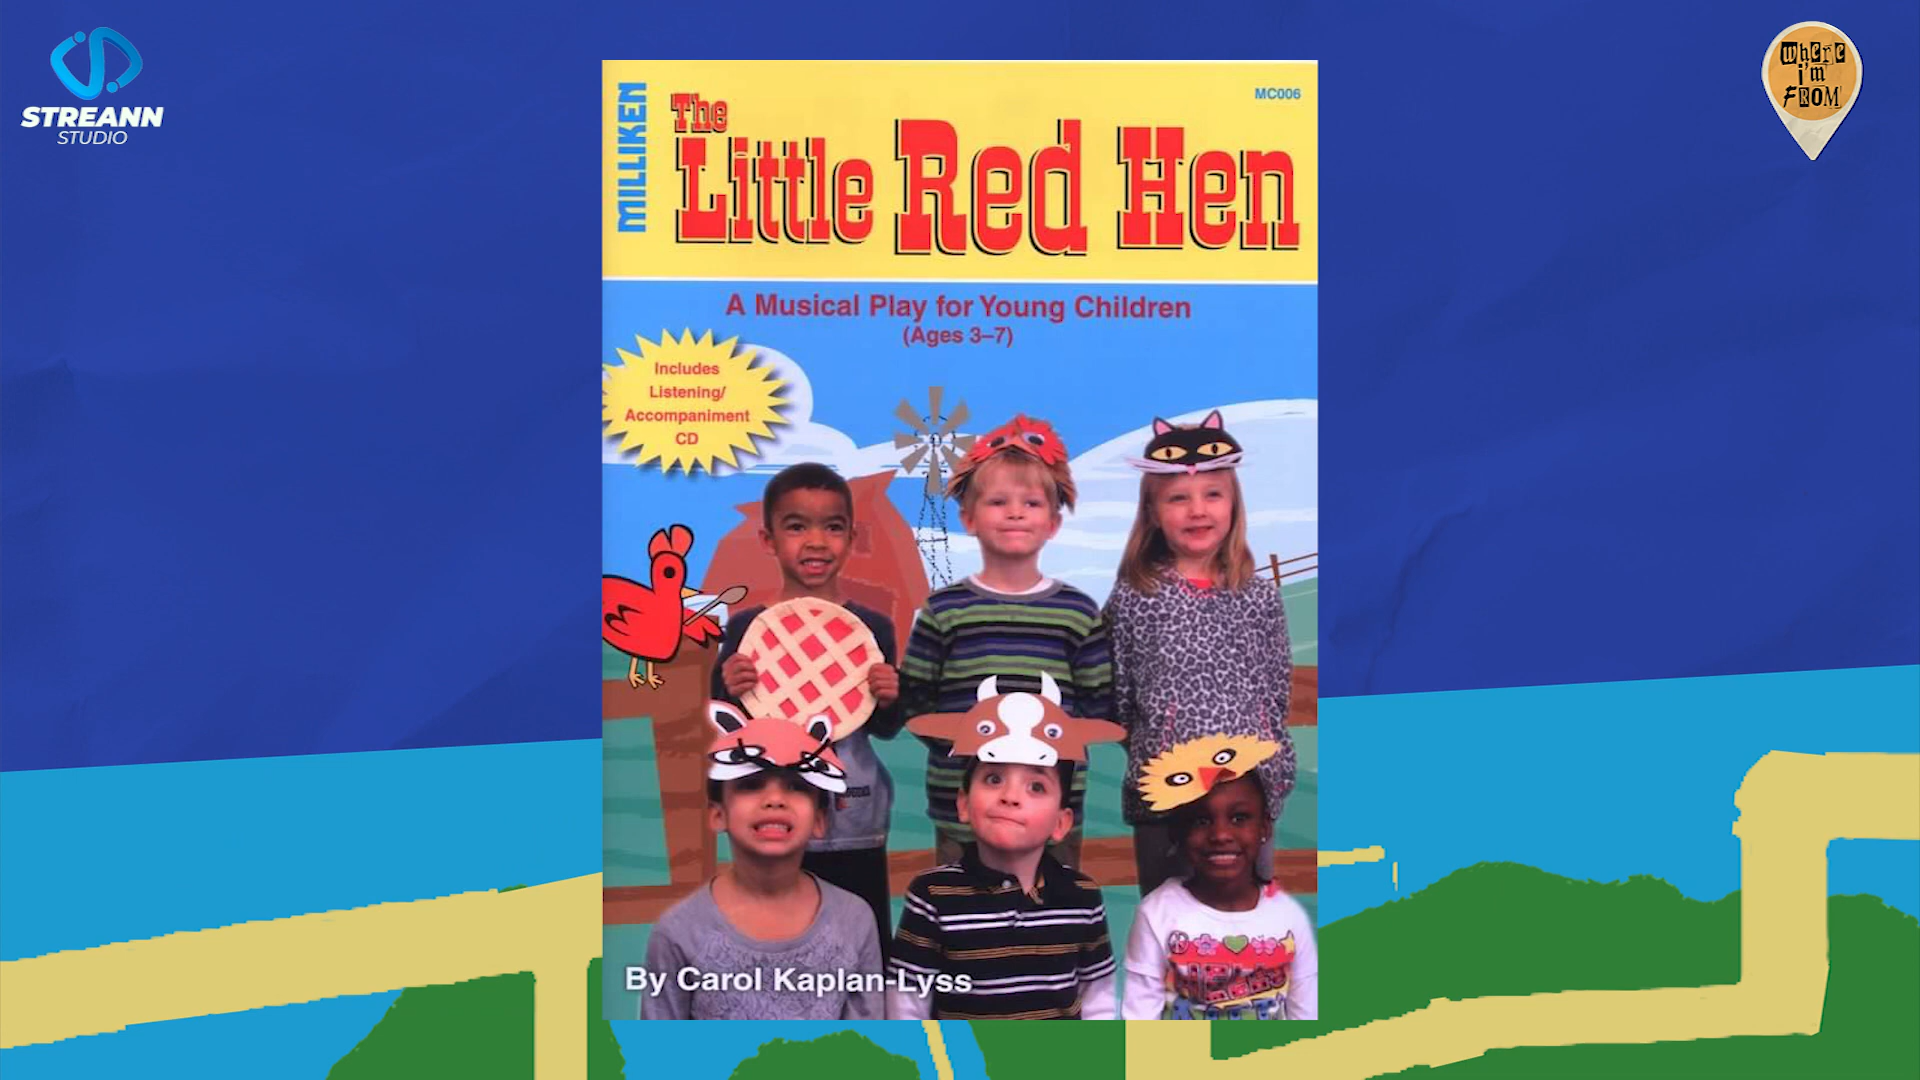 STREANN
STUDIO
where
i'm
FROM
MILLIKEN
MC006
The
Little Red Hen
A Musical Play for Young Children
(Ages 3–7)
Includes
Listening/
Accompaniment
CD
By Carol Kaplan-Lyss